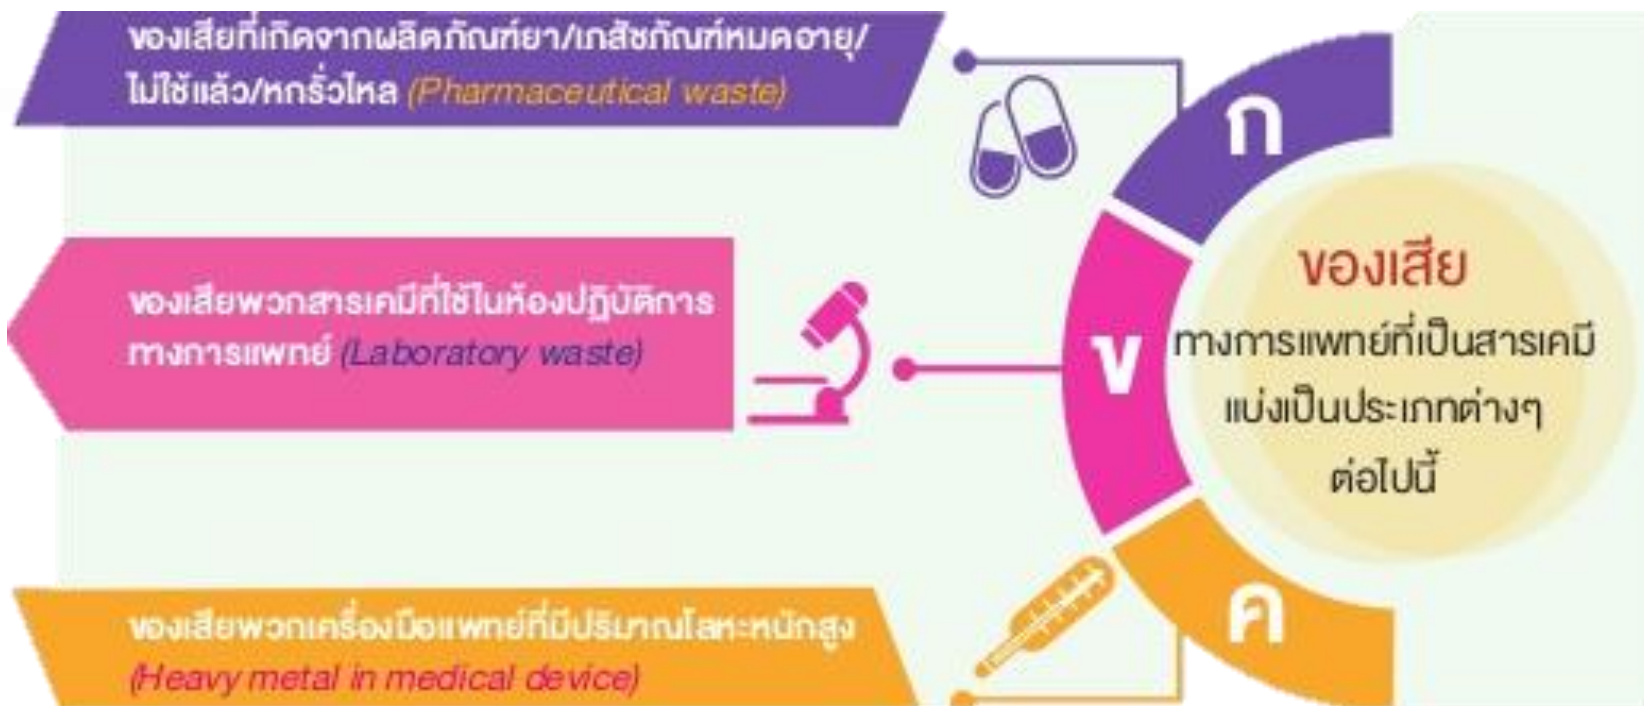 ของเสียที่เกิดจากผลิตภัณฑ์ยา/เภสัชภัณฑ์หมดอายุ/
ไม่ใช้แล้ว/หกรั่วไหล (Pharmaceutical waste)
ก
ของเสียพวกสารเคมีที่ใช้ในห้องปฏิบัติการ
ทางการแพทย์ (Laboratory waste)
ข
ของเสีย
ทางการแพทย์ที่เป็นสารเคมี
แบ่งเป็นประเภทต่างๆ
ต่อไปนี้
ของเสียพวกเครื่องมือแพทย์ที่มีปริมาณโลหะหนักสูง
(Heavy metal in medical device)
ค